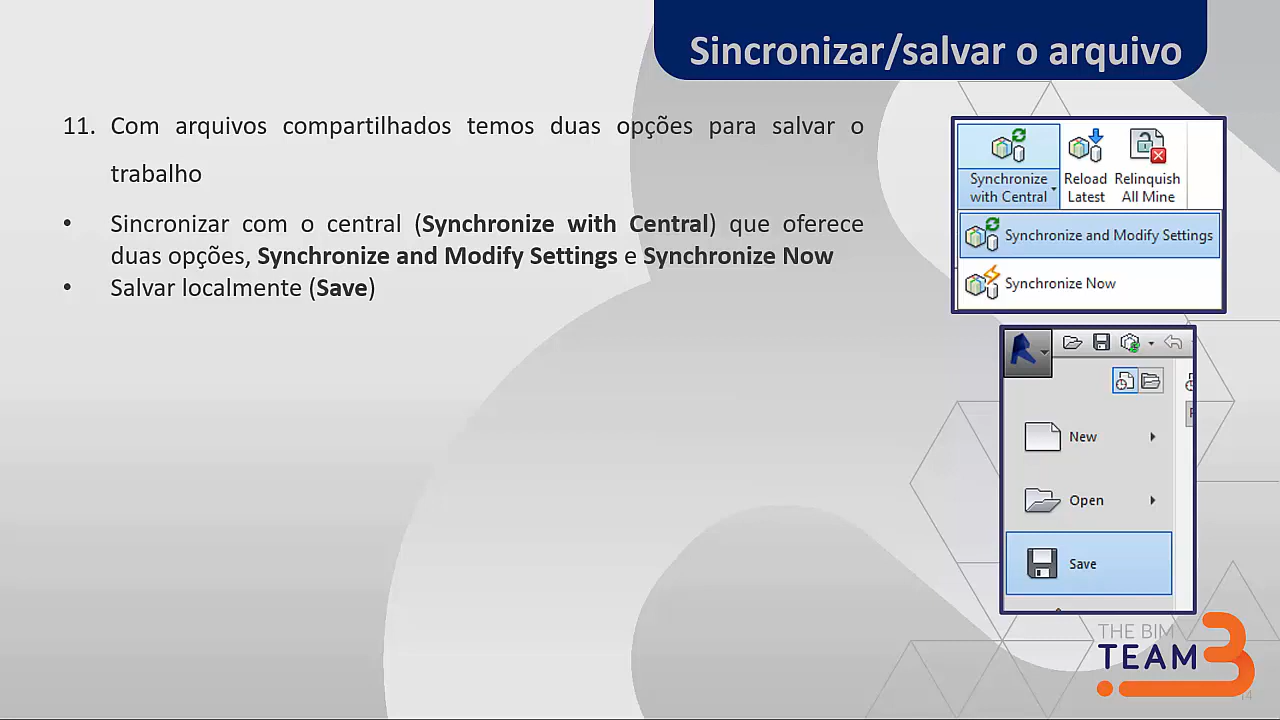 Sincronizar/salvar o arquivo
11. Com arquivos compartilhados temos duas opções para salvar o
trabalho
• Sincronizar com o central (Synchronize with Central) que oferece
duas opções, Synchronize and Modify Settings e Synchronize Now
• Salvar localmente (Save)
Synchronize
with Central
Reload
Latest
Relinquish
All Mine
Synchronize and Modify Settings
Synchronize Now
New
Open
Save
THE BIM
TEAM
14